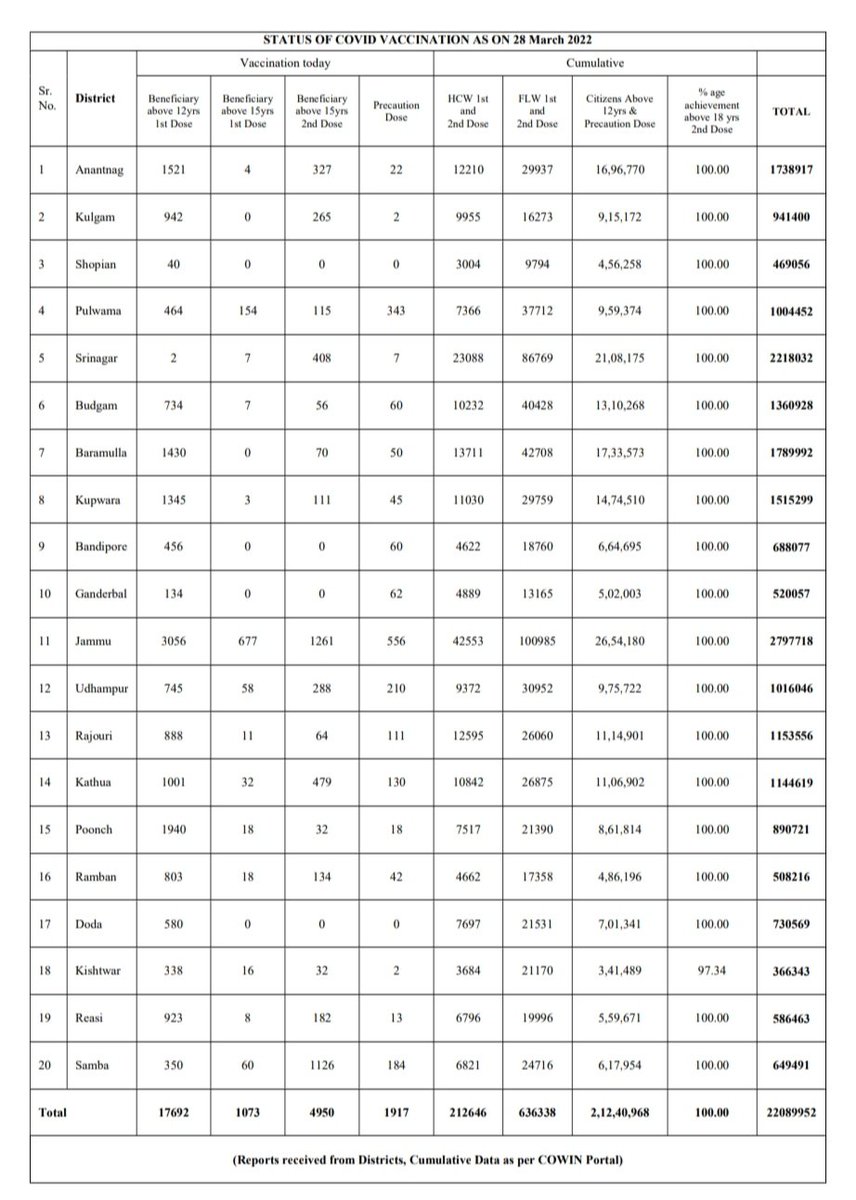 STATUS OF COVID VACCINATION AS ON 28 March 2022
Vaccination today Cumulative
Sr. No. District Beneficiary above 12yrs 1st Dose Beneficiary above 15yrs 1st Dose Beneficiary above 15yrs 2nd Dose Precaution Dose HCW 1st and 2nd Dose FLW 1st and 2nd Dose Citizens Above 12yrs & Precaution Dose % age achievement above 18 yrs 2nd Dose TOTAL
1 Anantnag 1521 4 327 22 12210 29937 16,96,770 100.00 1738917
2 Kulgam 942 0 265 2 9955 16273 9,15,172 100.00 941400
3 Shopian 40 0 0 0 3004 9794 4,56,258 100.00 469056
4 Pulwama 464 154 115 343 7366 37712 9,59,374 100.00 1004452
5 Srinagar 2 7 408 7 23088 86769 21,08,175 100.00 2218032
6 Budgam 734 7 56 60 10232 40428 13,10,268 100.00 1360928
7 Baramulla 1430 0 70 50 13711 42708 17,33,573 100.00 1789992
8 Kupwara 1345 3 111 45 11030 29759 14,74,510 100.00 1515299
9 Bandipore 456 0 0 60 4622 18760 6,64,695 100.00 688077
10 Ganderbal 134 0 0 62 4889 13165 5,02,003 100.00 520057
11 Jammu 3056 677 1261 556 42553 100985 26,54,180 100.00 2797718
12 Udhampur 745 58 288 210 9372 30952 9,75,722 100.00 1016046
13 Rajouri 888 11 64 111 12595 26060 11,14,901 100.00 1153556
14 Kathua 1001 32 479 130 10842 26875 11,06,902 100.00 1144619
15 Poonch 1940 18 32 18 7517 21390 8,61,814 100.00 890721
16 Ramban 803 18 134 42 4662 17358 4,86,196 100.00 508216
17 Doda 580 0 0 0 7697 21531 7,01,341 100.00 730569
18 Kishtwar 338 16 32 2 3684 21170 3,41,489 97.34 366343
19 Reasi 923 8 182 13 6796 19996 5,59,671 100.00 586463
20 Samba 350 60 1126 184 6821 24716 6,17,954 100.00 649491
Total 17692 1073 4950 1917 212646 636338 2,12,40,968 100.00 22089952
(Reports received from Districts, Cumulative Data as per COWIN Portal)